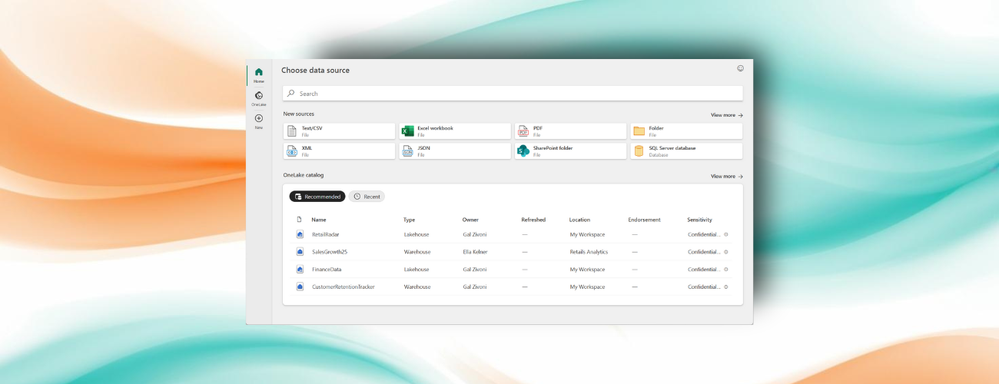 Choose data source
Home
OneLake
New
Search
New sources
View more
Text/CSV
File
Excel workbook
File
PDF
File
Folder
File
XML
File
JSON
File
SharePoint folder
File
SQL Server database
Database
OneLake catalog
View more
Recommended
Recent
Name Type Owner Refreshed Location Endorsement Sensitivity
RetailRadar Lakehouse Gal Zivoni — My Workspace — Confidential...
SalesGrowth25 Warehouse Ella Kelner — Retails Analytics — Confidential...
FinanceData Lakehouse Gal Zivoni — My Workspace — Confidential...
CustomerRetentionTracker Warehouse Gal Zivoni — My Workspace — Confidential...